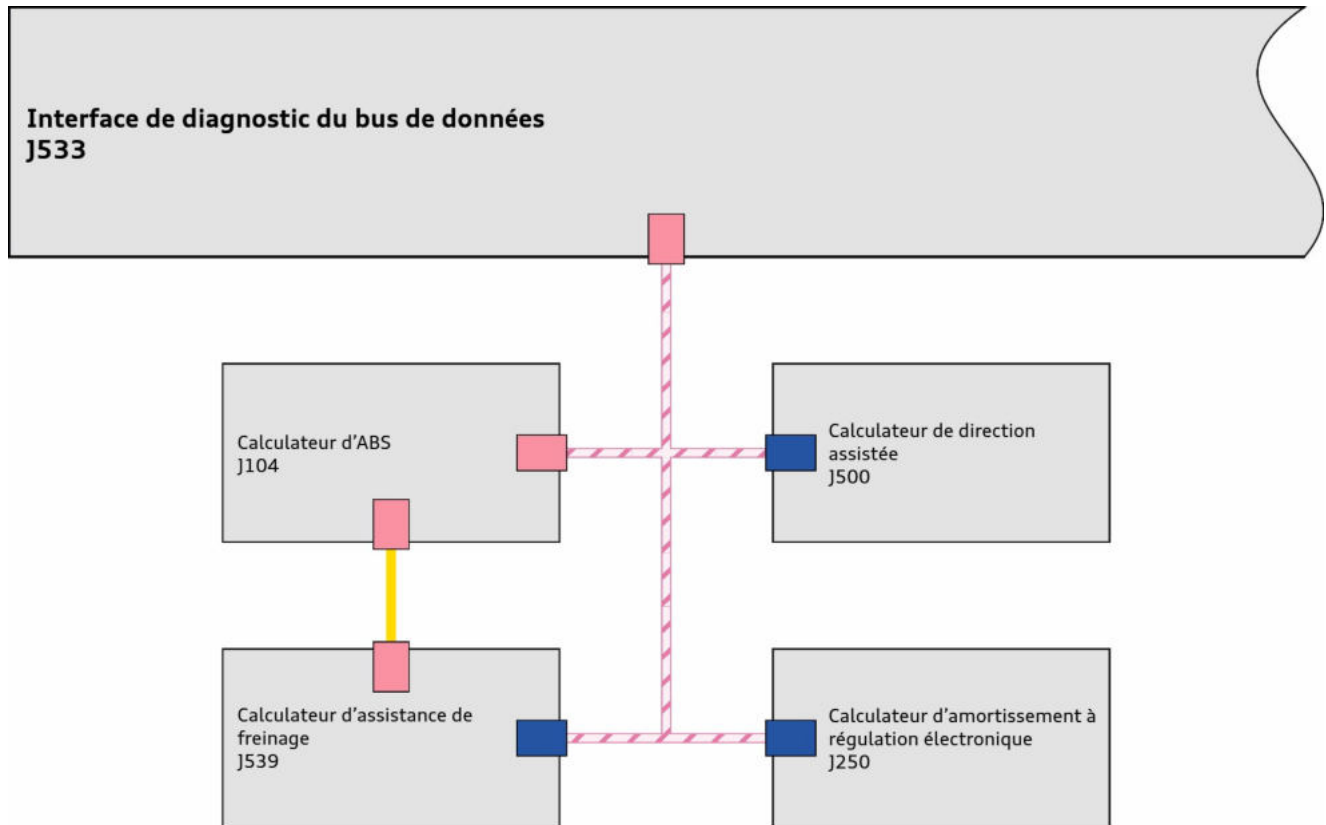 Interface de diagnostic du bus de données
J533
Calculateur d'ABS
J104
Calculateur de direction
assistée
J500
Calculateur d'assistance de
freinage
J539
Calculateur d'amortissement à
régulation électronique
J250